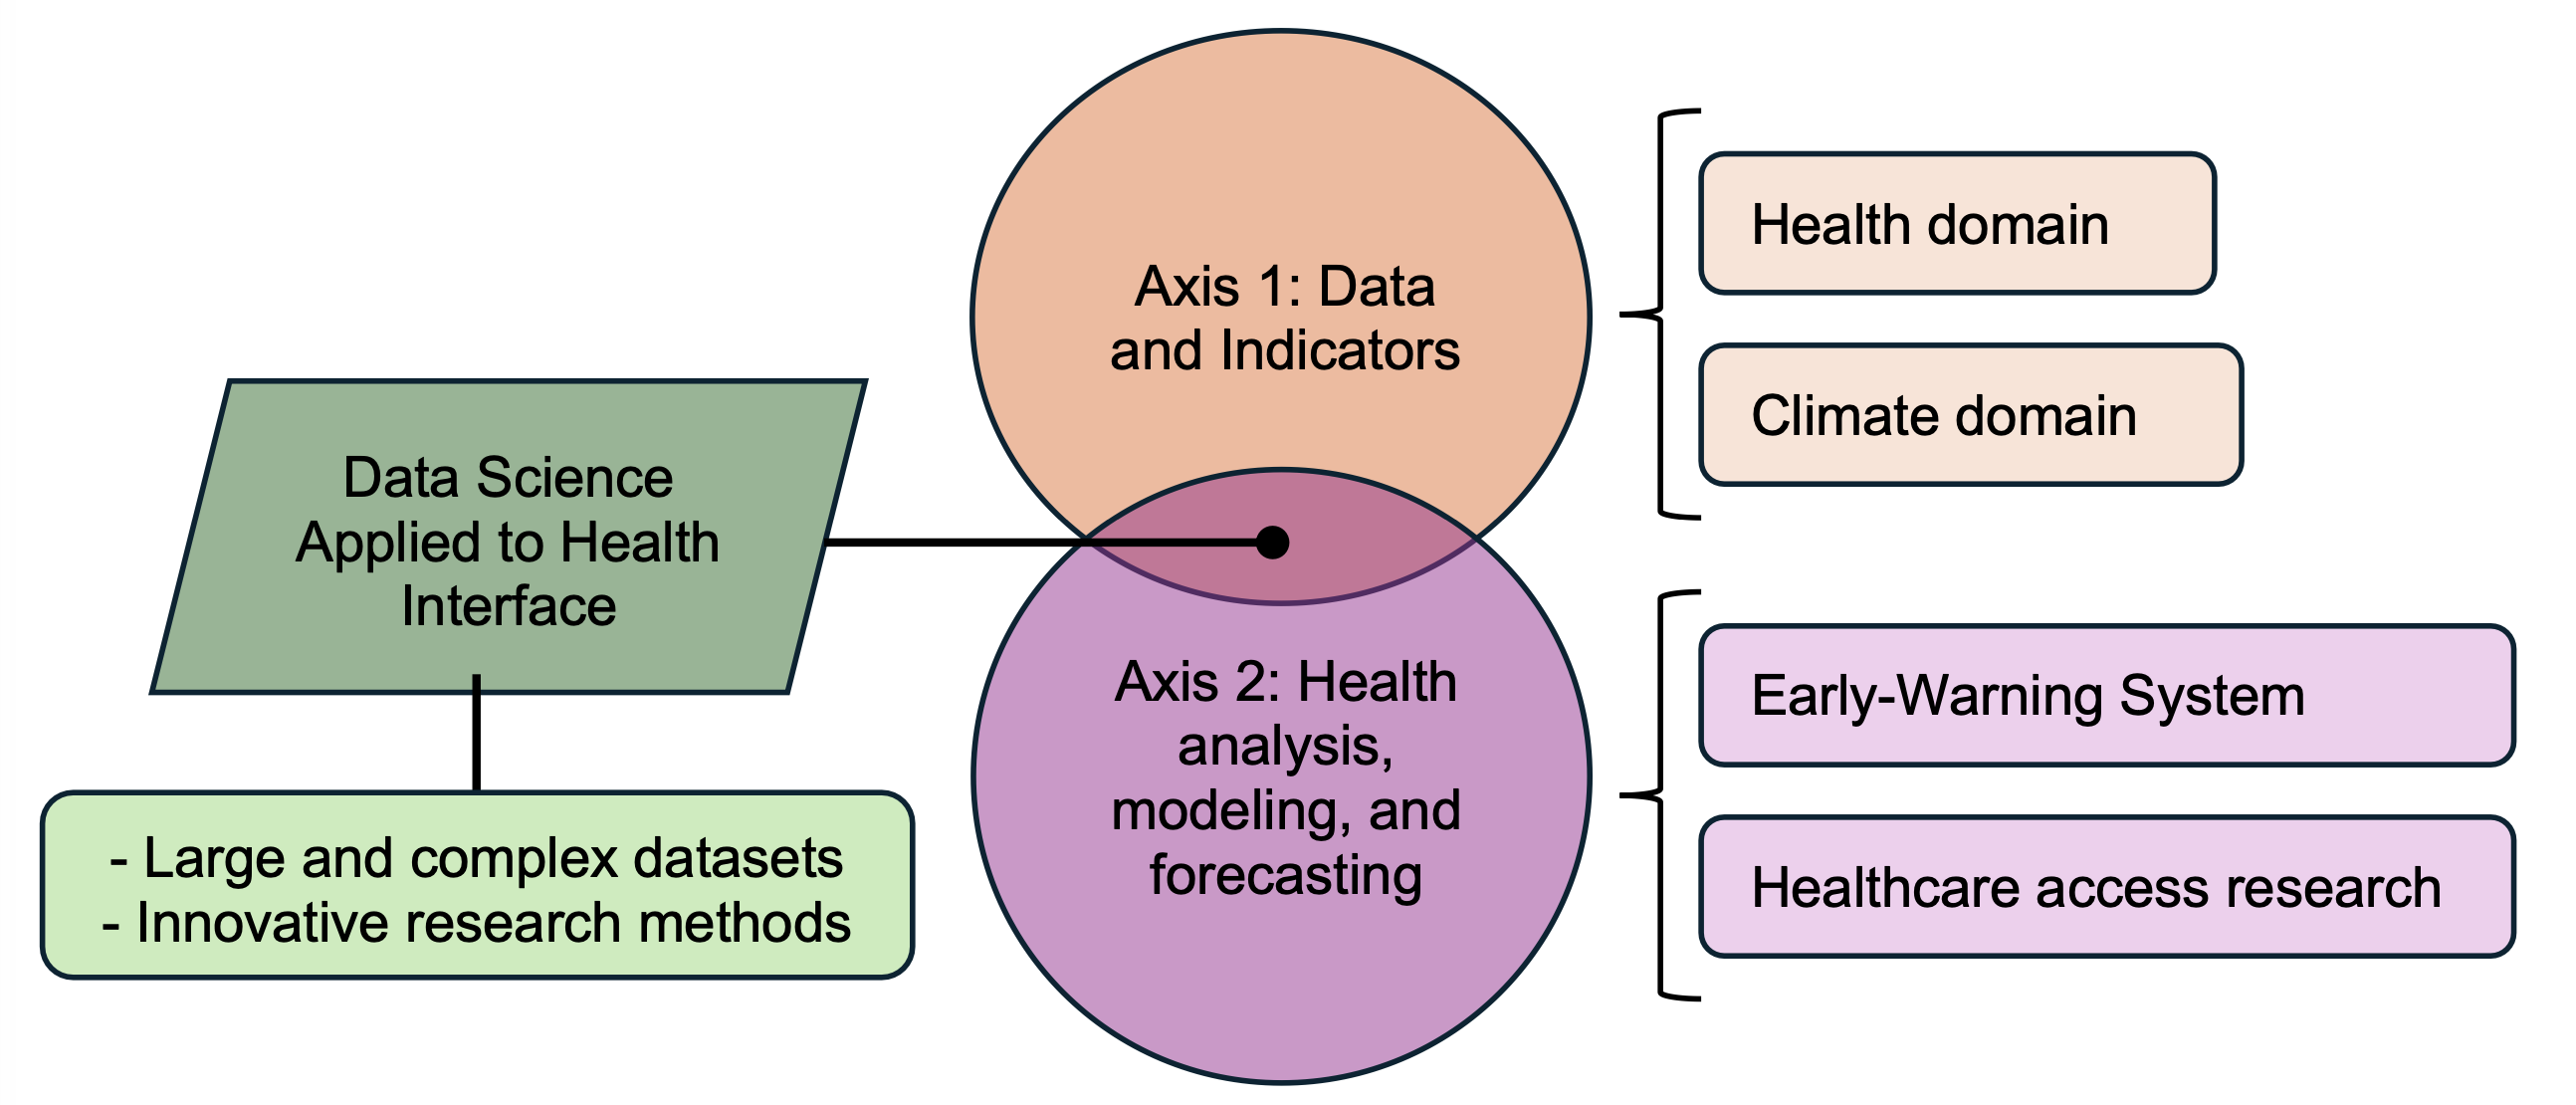 Data Science
Applied to Health
Interface
- Large and complex datasets
- Innovative research methods
Axis 1: Data
and Indicators
Axis 2: Health
analysis,
modeling, and
forecasting
Health domain
Climate domain
Early-Warning System
Healthcare access research